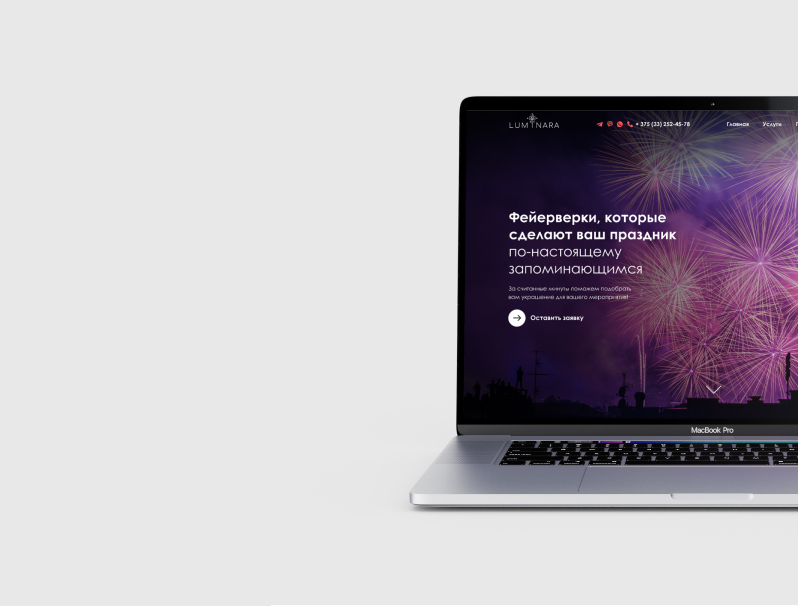 LUMINARA
+ 375 (33) 252-45-78
Главная
Услуги
Фейерверки, которые
сделают ваш праздник
по-настоящему
запоминающимся
За считанные минуты поможем подобрать
вам украшение для вашего мероприятия!
Оставить заявку
MacBook Pro